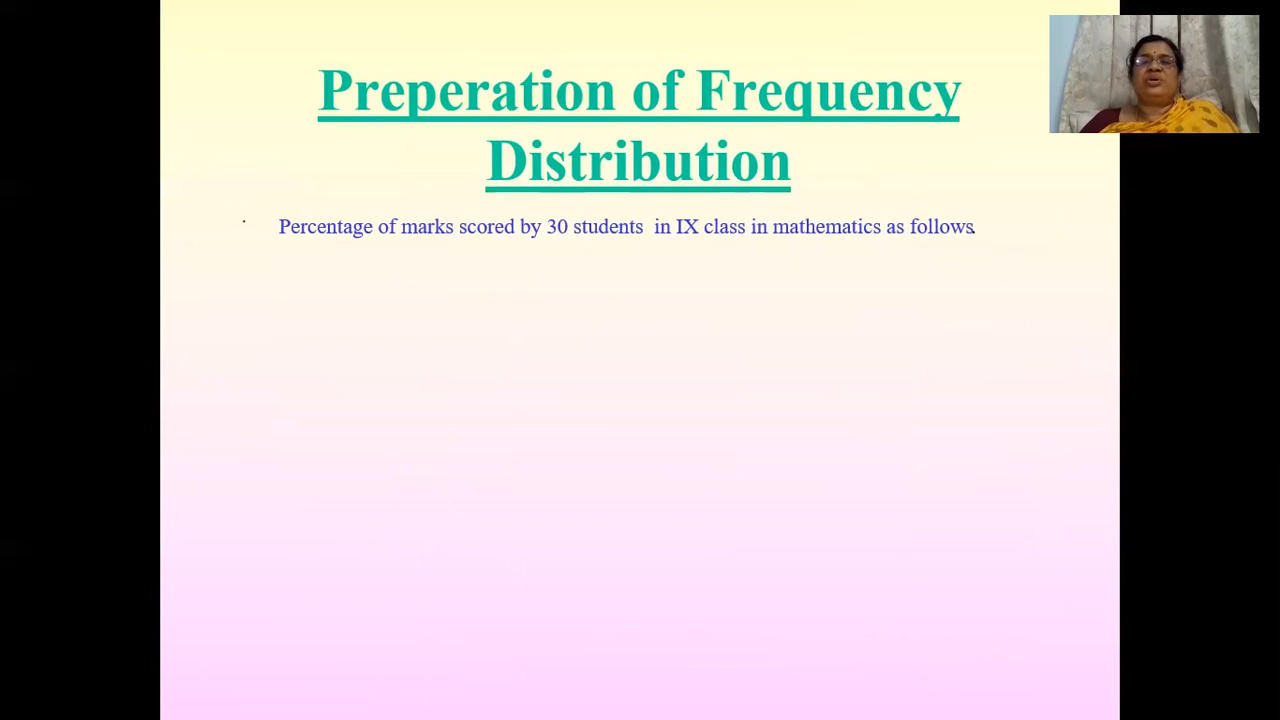 Preperation of Frequency
Distribution
Percentage of marks scored by 30 students in IX class in mathematics as follows.